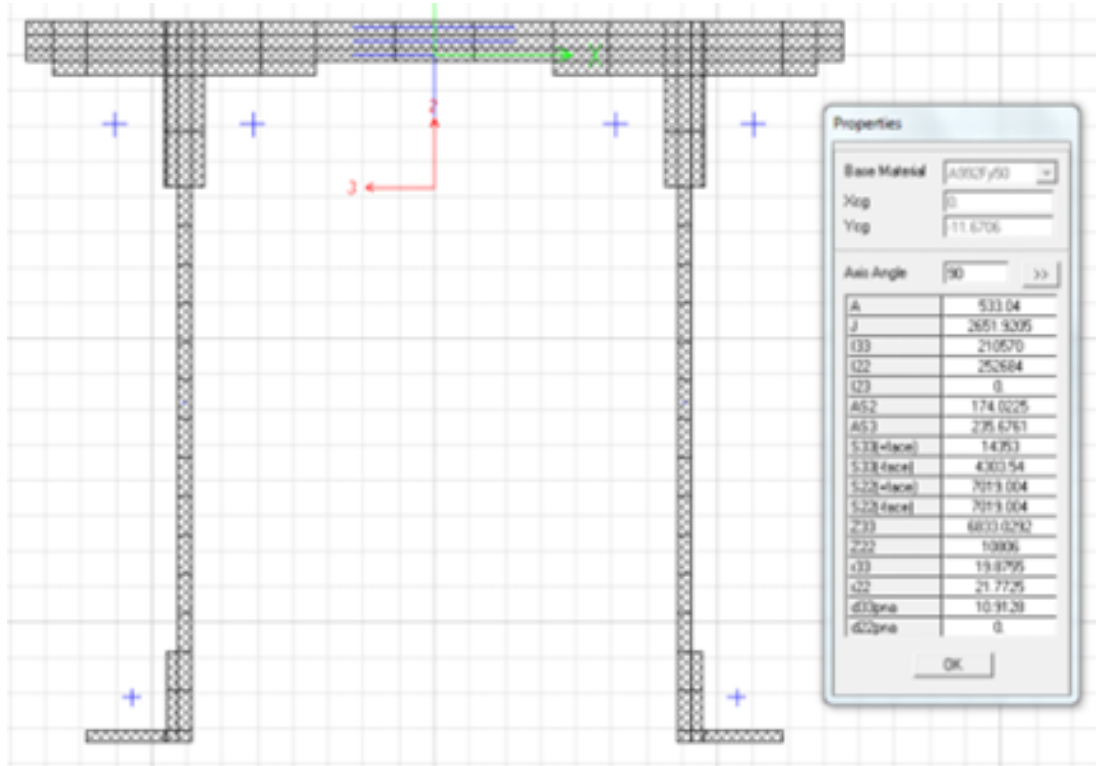 X
2
3
Properties
Base Material A992Fy50
Xcg 0.
Ycg -11.6706
Axis Angle 90 >>
A 533.04
J 2651.9205
I33 210570
I22 252684
I23 0.
AS2 174.0225
AS3 235.6761
S33(+face) 14353
S33(-face) 4303.54
S22(+face) 7019.004
S22(-face) 7019.004
Z33 6833.0292
Z22 10806
r33 19.8755
r22 21.7725
d33pna 10.9128
d22pna 0.
OK